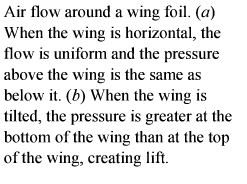 Air flow around a wing foil. (a)
When the wing is horizontal, the
flow is uniform and the pressure
above the wing is the same as
below it. (b) When the wing is
tilted, the pressure is greater at the
bottom of the wing than at the top
of the wing, creating lift.